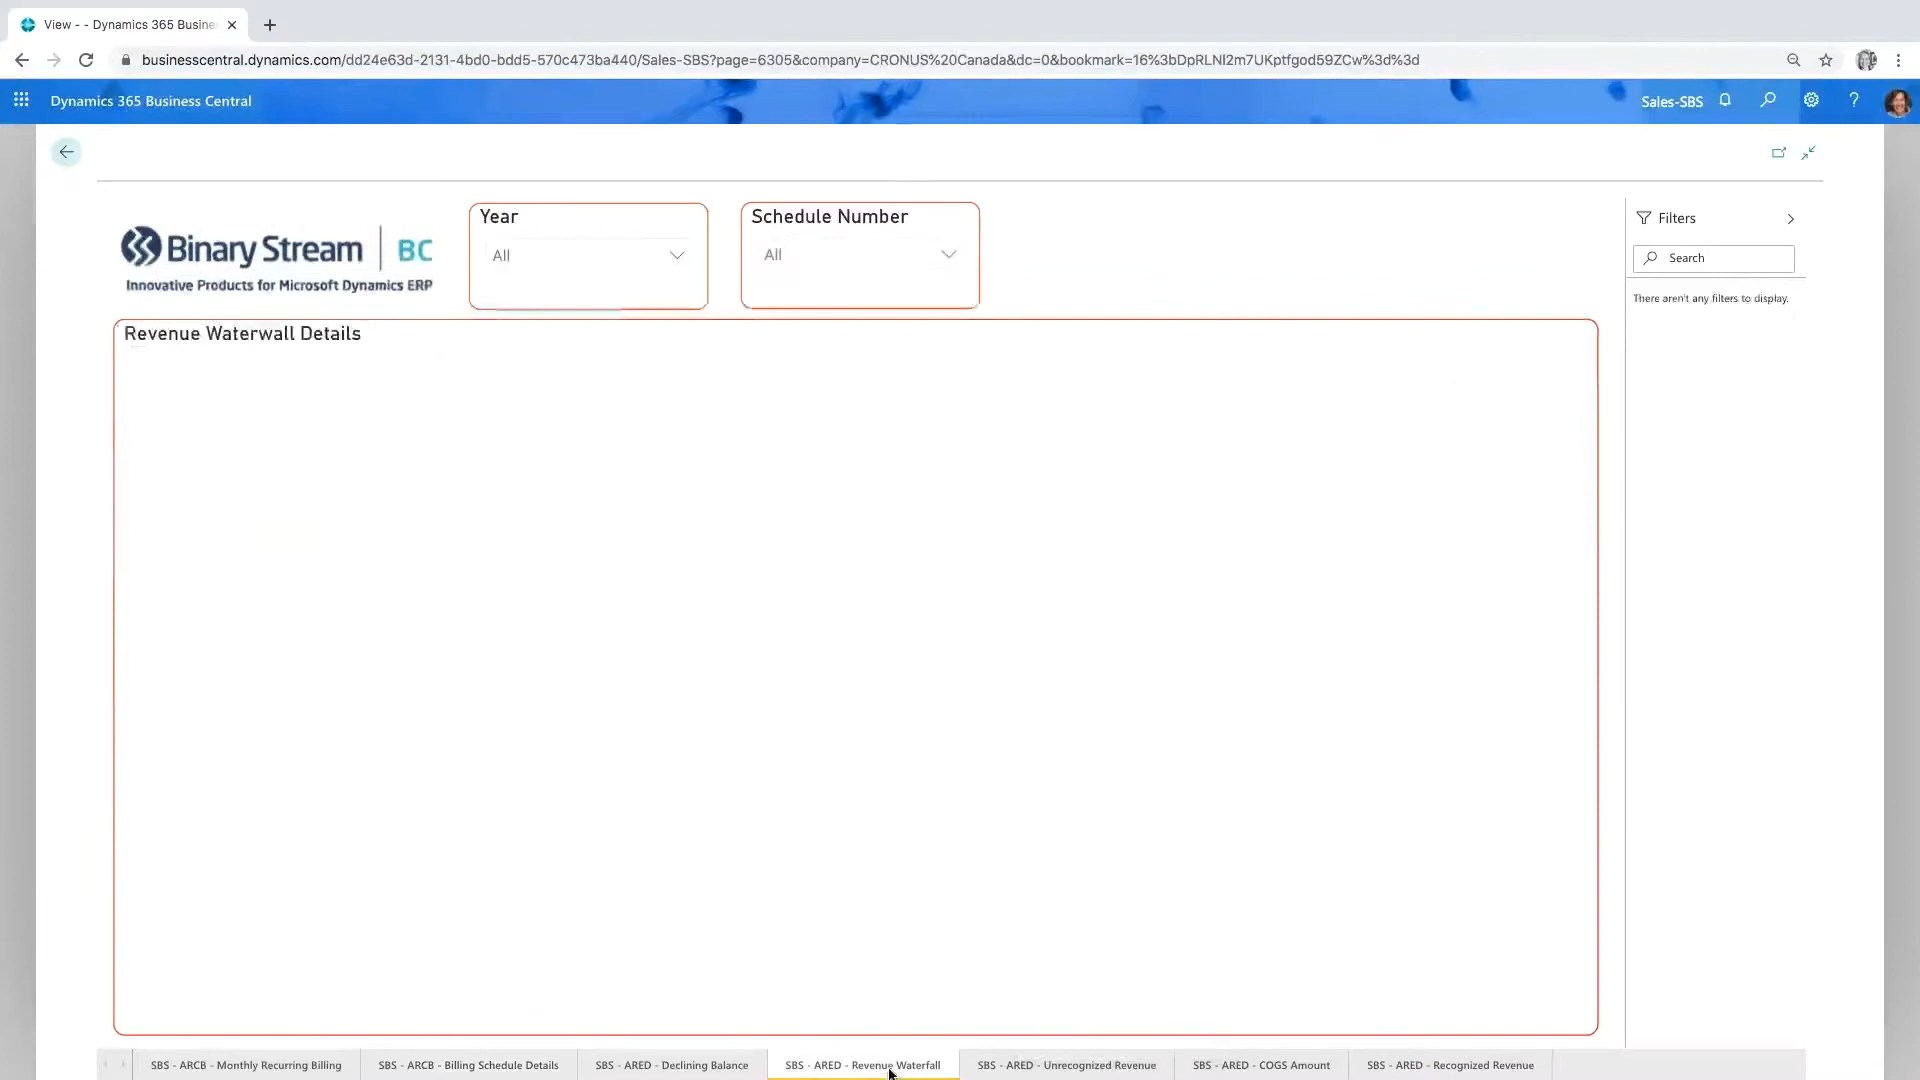 View - - Dynamics 365 Busine
businesscentral.dynamics.com/dd24e63d-2131-4bd0-bdd5-570c473ba440/Sales-SBS?page=6305&company=CRONUS%20Canada&dc=0&bookmark=16%3bDpRLNI2m7UKptfgod59ZCw%3d%3d
Dynamics 365 Business Central
Sales-SBS
Binary Stream | BC
Innovative Products for Microsoft Dynamics ERP
Year
All
Schedule Number
All
Filters
Search
There aren't any filters to display.
Revenue Waterwall Details
SBS - ARCB - Monthly Recurring Billing
SBS - ARCB - Billing Schedule Details
SBS - ARED - Declining Balance
SBS - ARED - Revenue Waterfall
SBS - ARED - Unrecognized Revenue
SBS - ARED - COGS Amount
SBS - ARED - Recognized Revenue